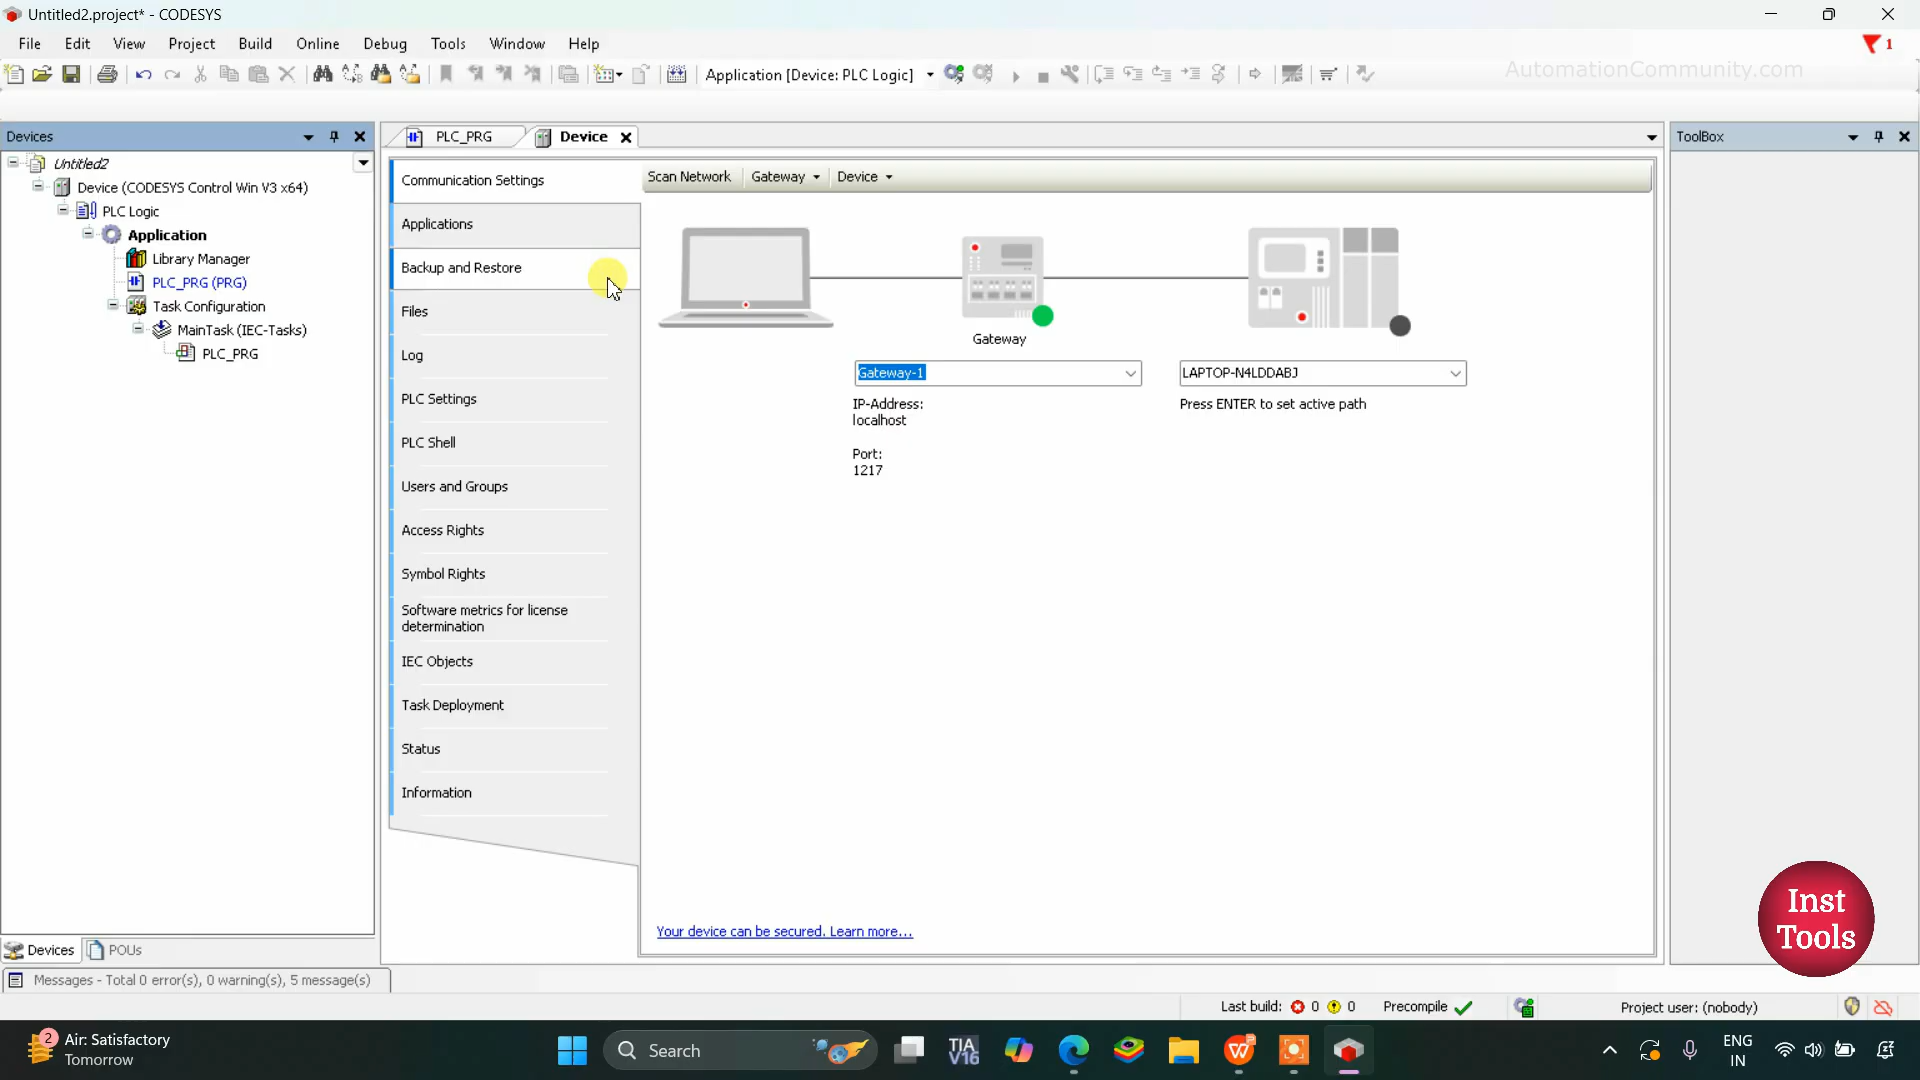 Untitled2.project* - CODESYS
File Edit View Project Build Online Debug Tools Window Help
1
Application [Device: PLC Logic]
AutomationCommunity.com
Devices
Untitled2
Device (CODESYS Control Win V3 x64)
PLC Logic
Application
Library Manager
PLC_PRG (PRG)
Task Configuration
MainTask (IEC-Tasks)
PLC_PRG
Devices
POUs
PLC_PRG
Device
Communication Settings
Applications
Backup and Restore
Files
Log
PLC Settings
PLC Shell
Users and Groups
Access Rights
Symbol Rights
Software metrics for license
determination
IEC Objects
Task Deployment
Status
Information
Scan Network
Gateway
Device
Gateway
Gateway-1
IP-Address:
localhost
Port:
1217
LAPTOP-N4LDDABJ
Press ENTER to set active path
Your device can be secured. Learn more...
ToolBox
Inst
Tools
Messages - Total 0 error(s), 0 warning(s), 5 message(s)
Last build: 0 0 Precompile
Project user: (nobody)
2
Air: Satisfactory
Tomorrow
Search
TIA
V16
ENG
IN